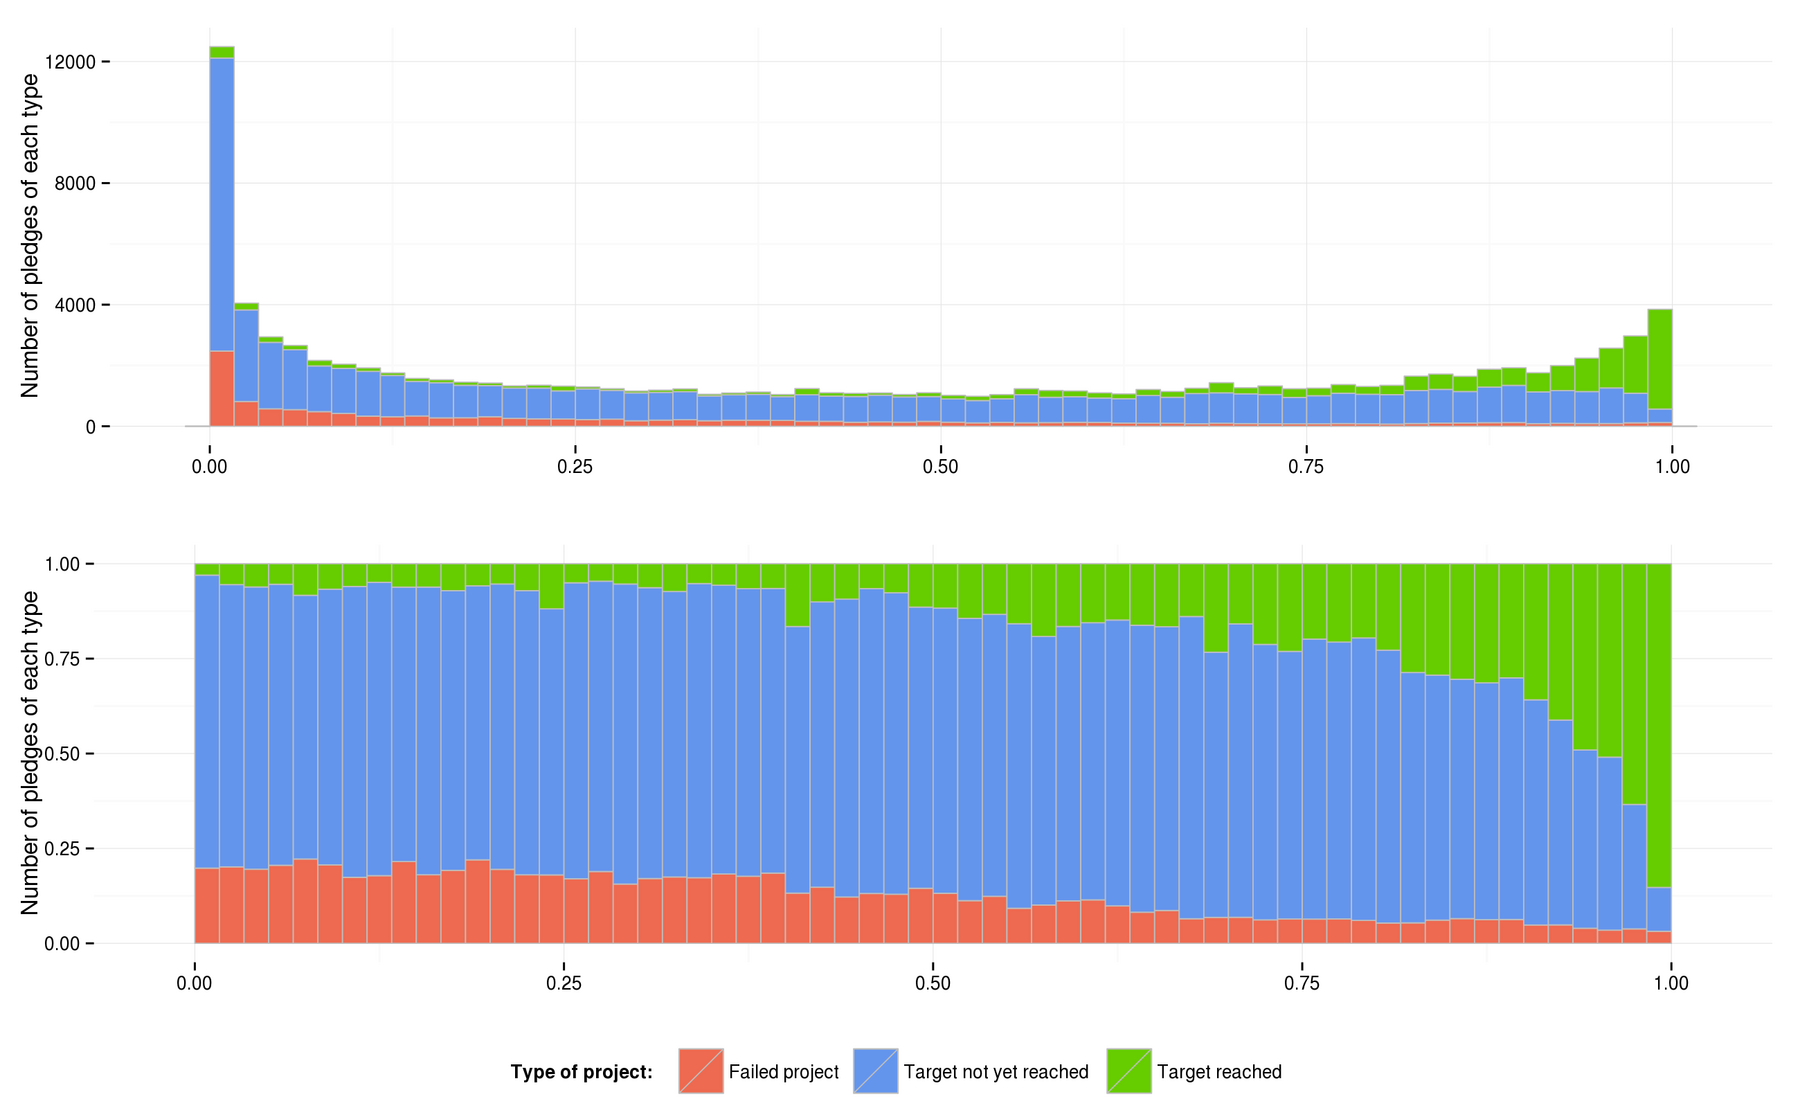 Number of pledges of each type
12000
8000
4000
0
0.00 0.25 0.50 0.75 1.00
Number of pledges of each type
1.00
0.75
0.50
0.25
0.00
0.00 0.25 0.50 0.75 1.00
Type of project: Failed project Target not yet reached Target reached